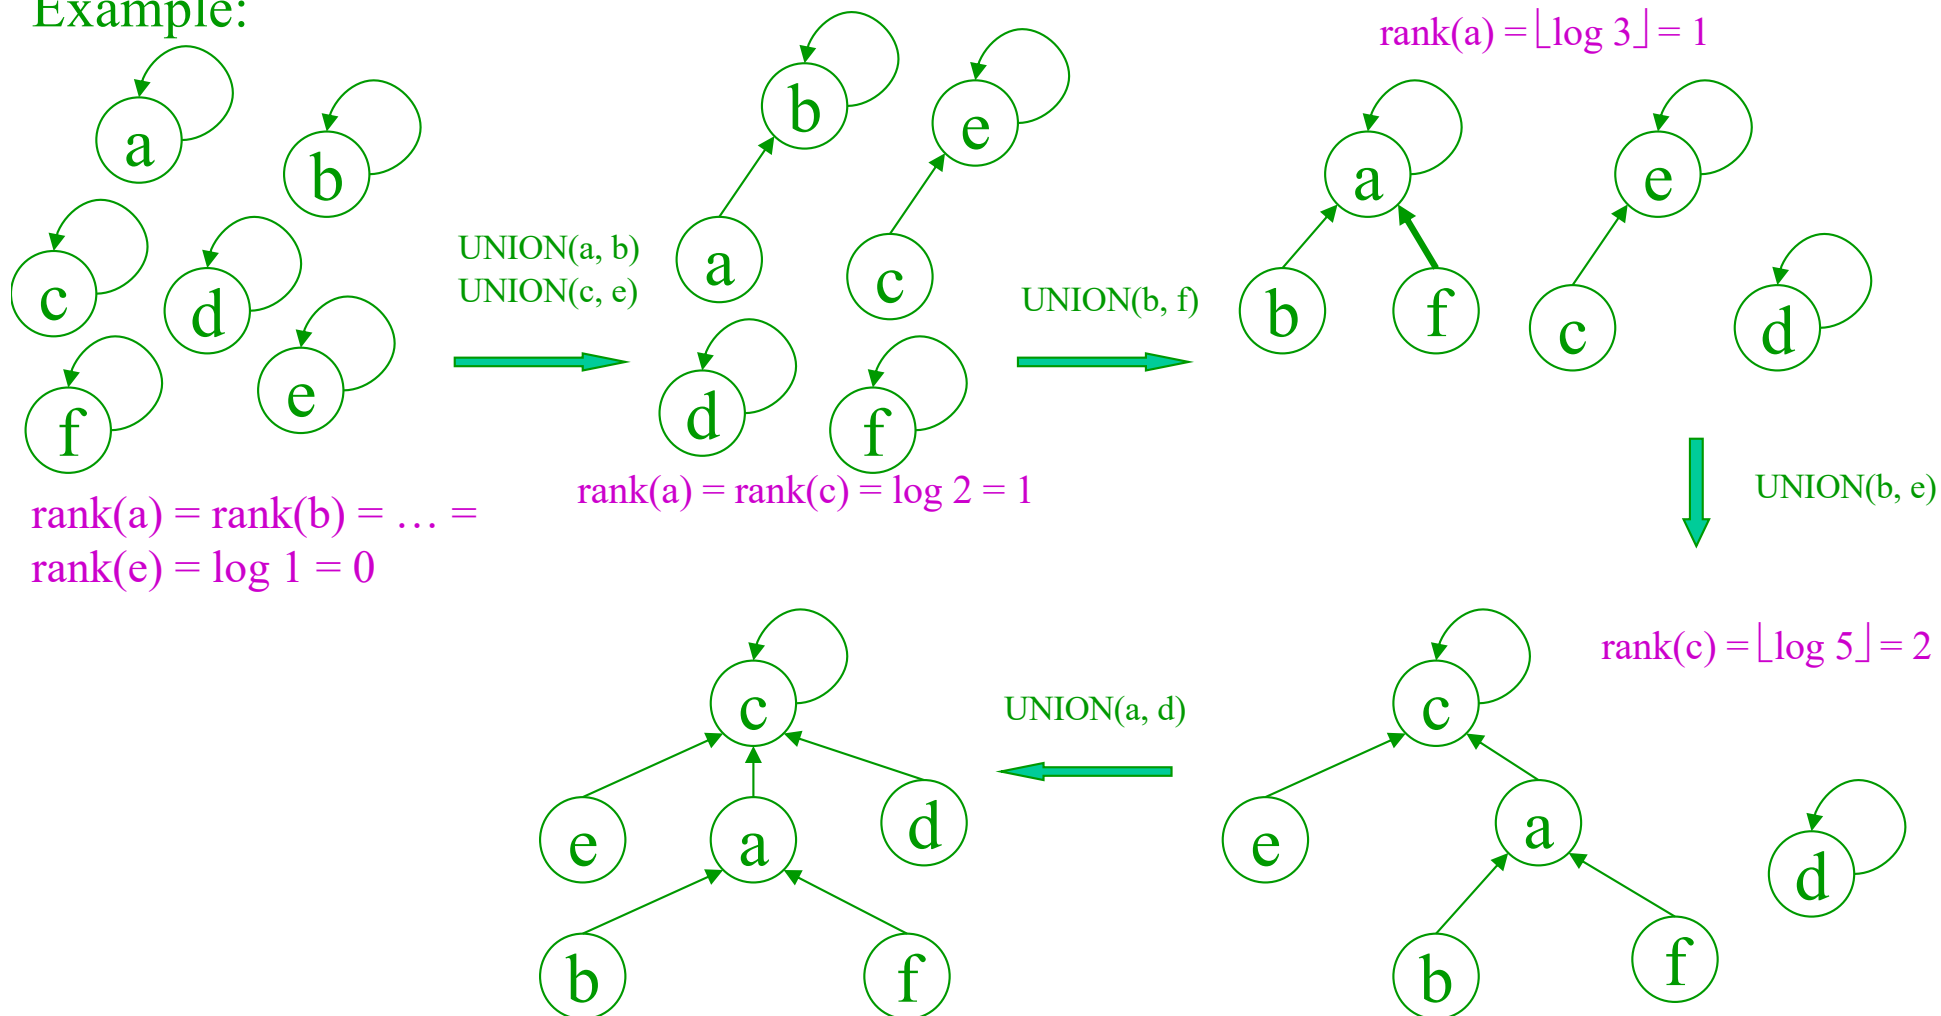 Example:
rank(a) = ⌊log 3⌋ = 1
a
b
c
d
e
f
UNION(a, b)
UNION(c, e)
b
e
a
c
d
f
UNION(b, f)
a
e
b
f
c
d
rank(a) = rank(b) = … =
rank(e) = log 1 = 0
rank(a) = rank(c) = log 2 = 1
UNION(b, e)
rank(c) = ⌊log 5⌋ = 2
c
e
a
d
b
f
UNION(a, d)
c
e
a
d
b
f